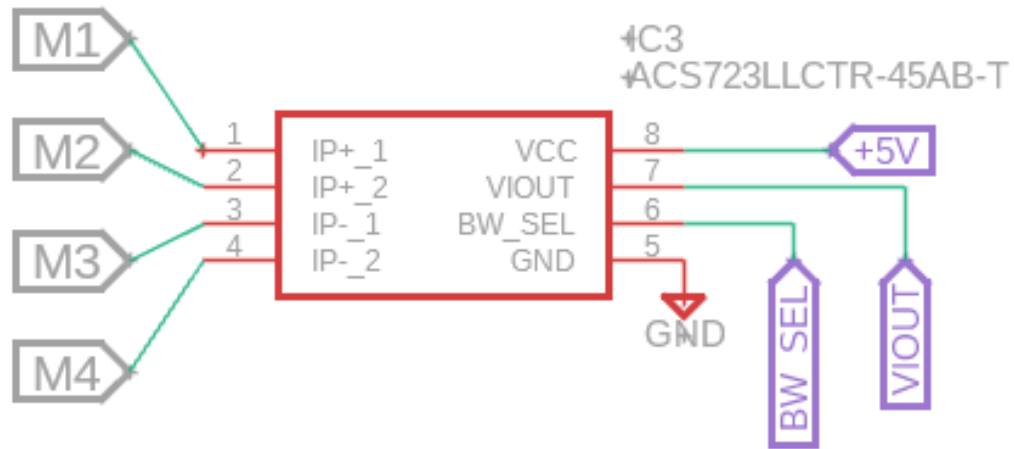 M1
M2
M3
M4
IC3
ACS723LLCTR-45AB-T
1
2
3
4
IP+_1
IP+_2
IP-_1
IP-_2
VCC
VIOUT
BW_SEL
GND
8
7
6
5
+5V
GND
BW_SEL
VIOUT